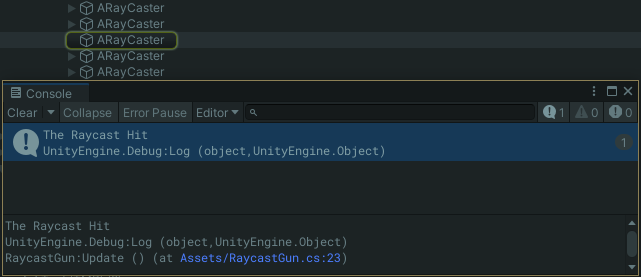 ARayCaster
ARayCaster
ARayCaster
ARayCaster
ARayCaster
Console
Clear Collapse Error Pause Editor 1 0 0
The Raycast Hit
UnityEngine.Debug:Log (object,UnityEngine.Object)
1
The Raycast Hit
UnityEngine.Debug:Log (object,UnityEngine.Object)
RaycastGun:Update () (at Assets/RaycastGun.cs:23)